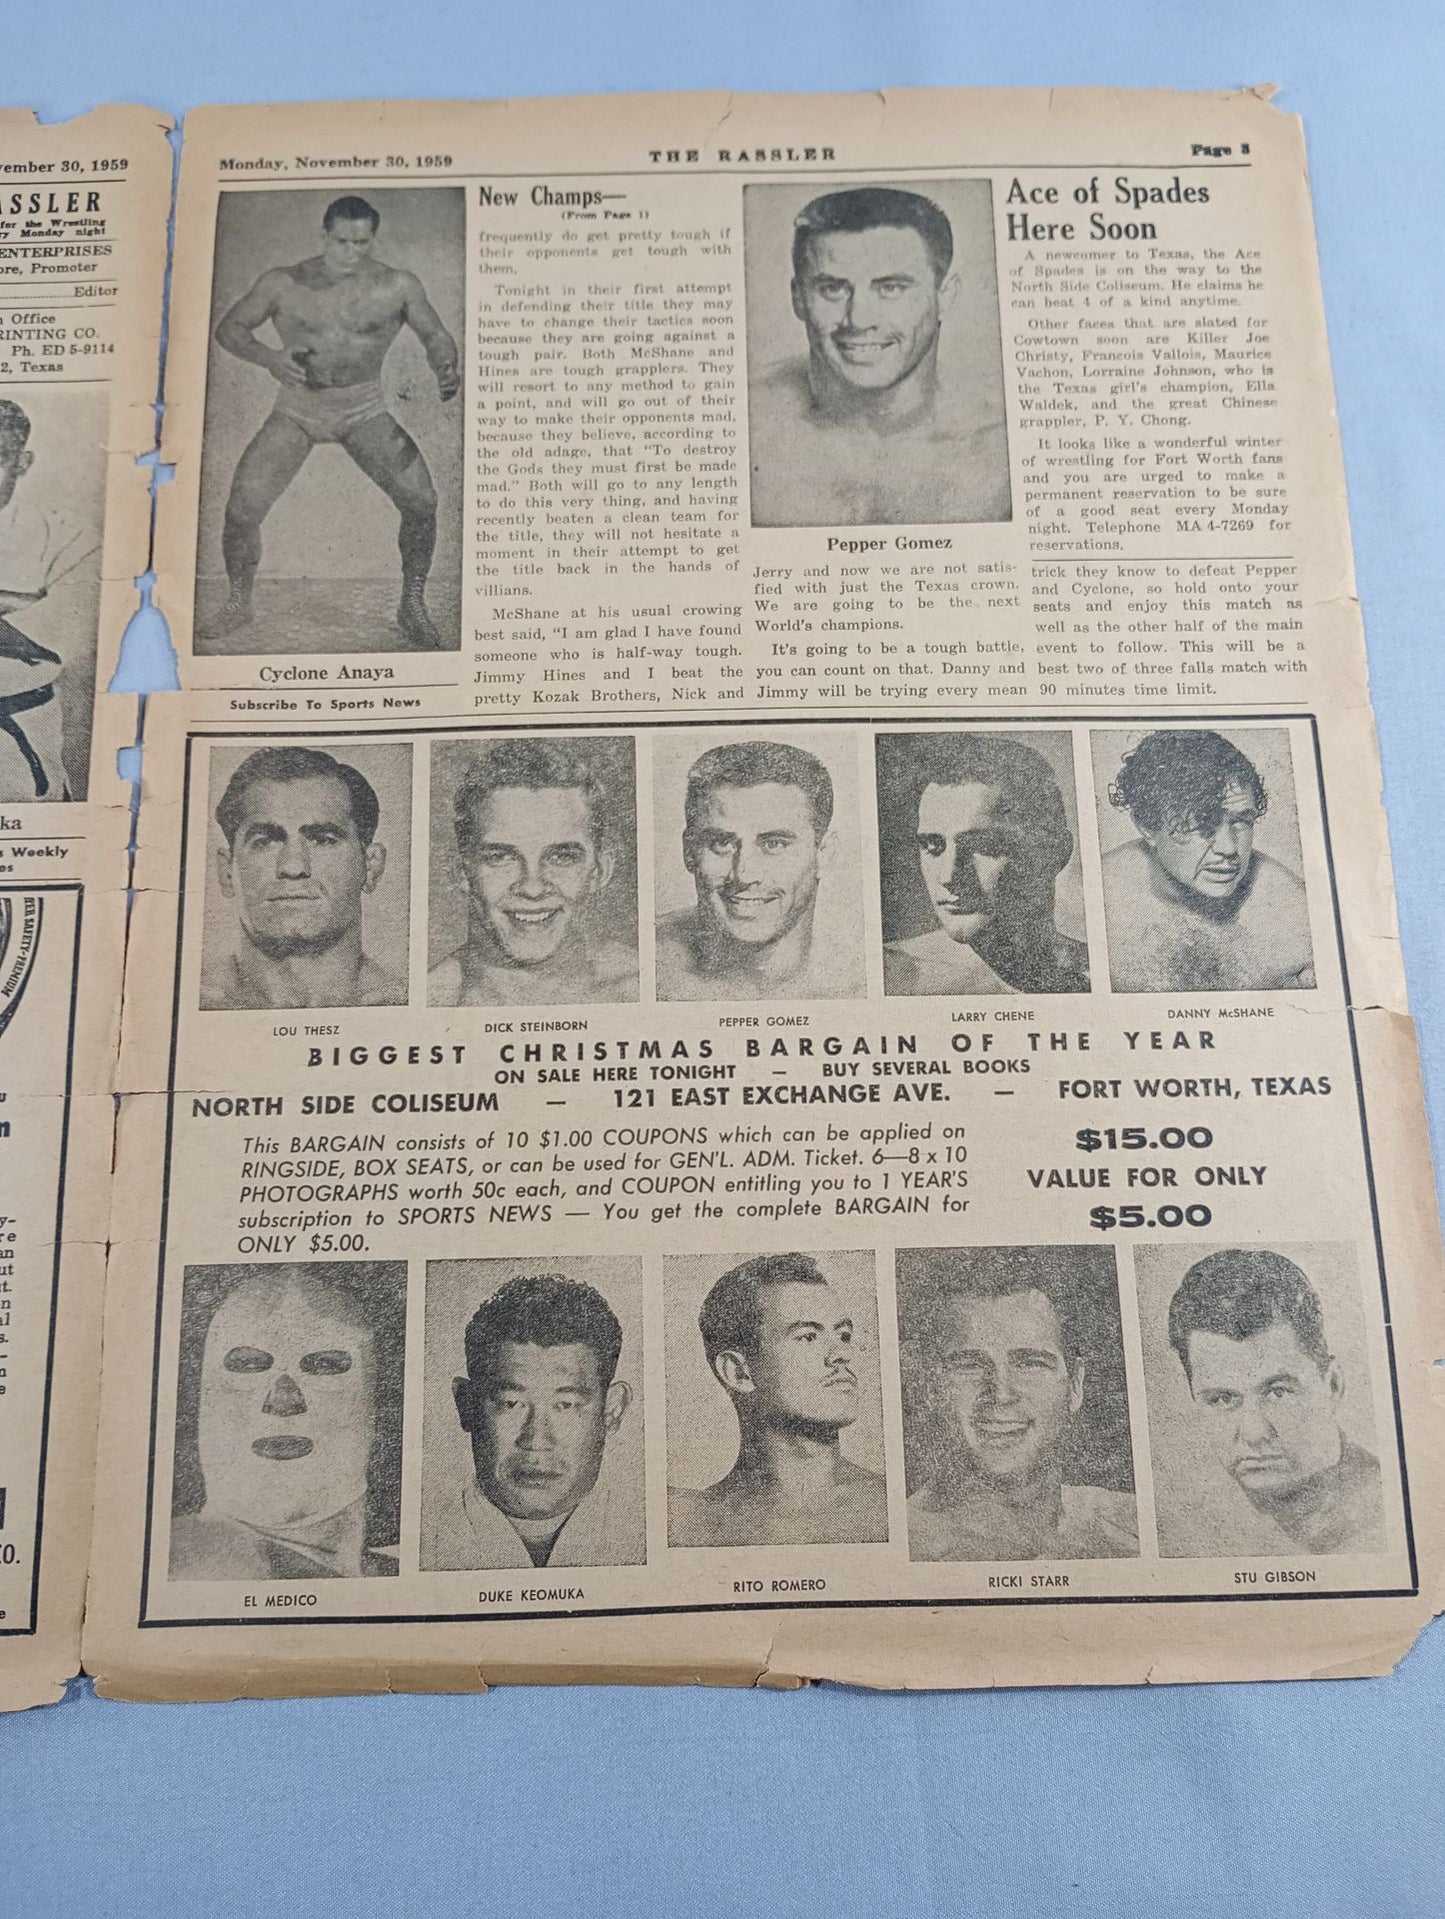 vember 30, 1959
ASSLER
for the Wrestling
ry Monday night
ENTERPRISES
ore, Promoter
Editor
n Office
RINTING CO.
Ph. ED 5-9114
2, Texas
ka
s Weekly
es
Monday, November 30, 1959
THE RASSLER
Page 3
Cyclone Anaya
Subscribe To Sports News
New Champs—
(From Page 1)
frequently do get pretty tough if
their opponents get tough with
them.
Tonight in their first attempt
in defending their title they may
have to change their tactics soon
because they are going against a
tough pair. Both McShane and
Hines are tough grapplers. They
will resort to any method to gain
a point, and will go out of their
way to make their opponents mad,
because they believe, according to
the old adage, that "To destroy
the Gods they must first be made
mad." Both will go to any length
to do this very thing, and having
recently beaten a clean team for
the title, they will not hesitate a
moment in their attempt to get
the title back in the hands of
villians.
McShane at his usual crowing
best said, "I am glad I have found
someone who is half-way tough.
Jimmy Hines and I beat the
pretty Kozak Brothers, Nick and
Pepper Gomez
Jerry and now we are not satis-
fied with just the Texas crown.
We are going to be the next
World's champions.
It's going to be a tough battle,
you can count on that. Danny and
Jimmy will be trying every mean
trick they know to defeat Pepper
and Cyclone, so hold onto your
seats and enjoy this match as
well as the other half of the main
event to follow. This will be a
best two of three falls match with
90 minutes time limit.
Ace of Spades
Here Soon
A newcomer to Texas, the Ace
of Spades is on the way to the
North Side Coliseum. He claims he
can beat 4 of a kind anytime.
Other faces that are slated for
Cowtown soon are Killer Joe
Christy, Francois Vallois, Maurice
Vachon, Lorraine Johnson, who is
the Texas girl's champion, Ella
Waldek, and the great Chinese
grappler, P. Y. Chong.
It looks like a wonderful winter
of wrestling for Fort Worth fans
and you are urged to make a
permanent reservation to be sure
of a good seat every Monday
night. Telephone MA 4-7269 for
reservations.
LOU THESZ
DICK STEINBORN
PEPPER GOMEZ
LARRY CHENE
DANNY McSHANE
BIGGEST CHRISTMAS BARGAIN OF THE YEAR
ON SALE HERE TONIGHT — BUY SEVERAL BOOKS
NORTH SIDE COLISEUM — 121 EAST EXCHANGE AVE. — FORT WORTH, TEXAS
This BARGAIN consists of 10 $1.00 COUPONS which can be applied on
RINGSIDE, BOX SEATS, or can be used for GEN'L. ADM. Ticket. 6—8 x 10
PHOTOGRAPHS worth 50c each, and COUPON entitling you to 1 YEAR'S
subscription to SPORTS NEWS — You get the complete BARGAIN for
ONLY $5.00.
$15.00
VALUE FOR ONLY
$5.00
EL MEDICO
DUKE KEOMUKA
RITO ROMERO
RICKI STARR
STU GIBSON